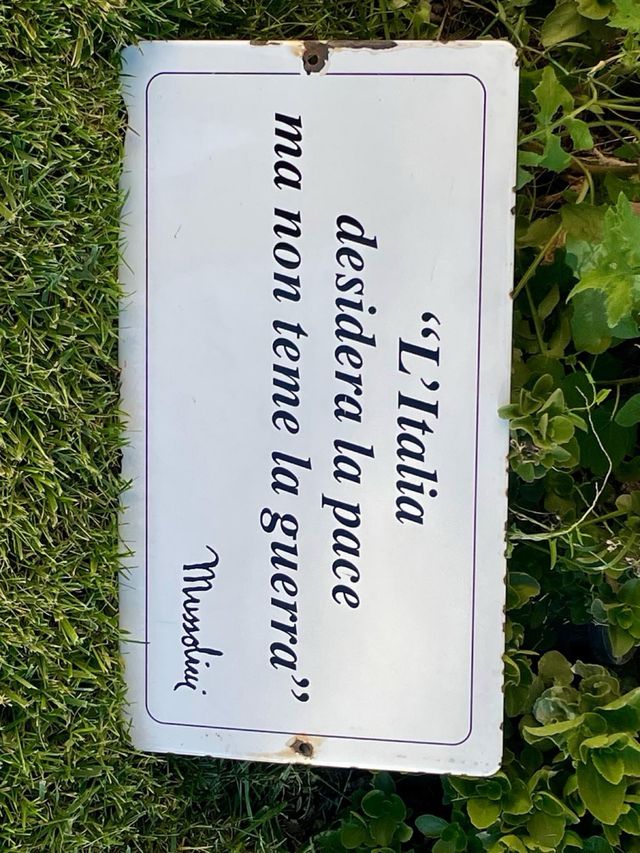 “L’Italia
desidera la pace
ma non teme la guerra”
Mussolini